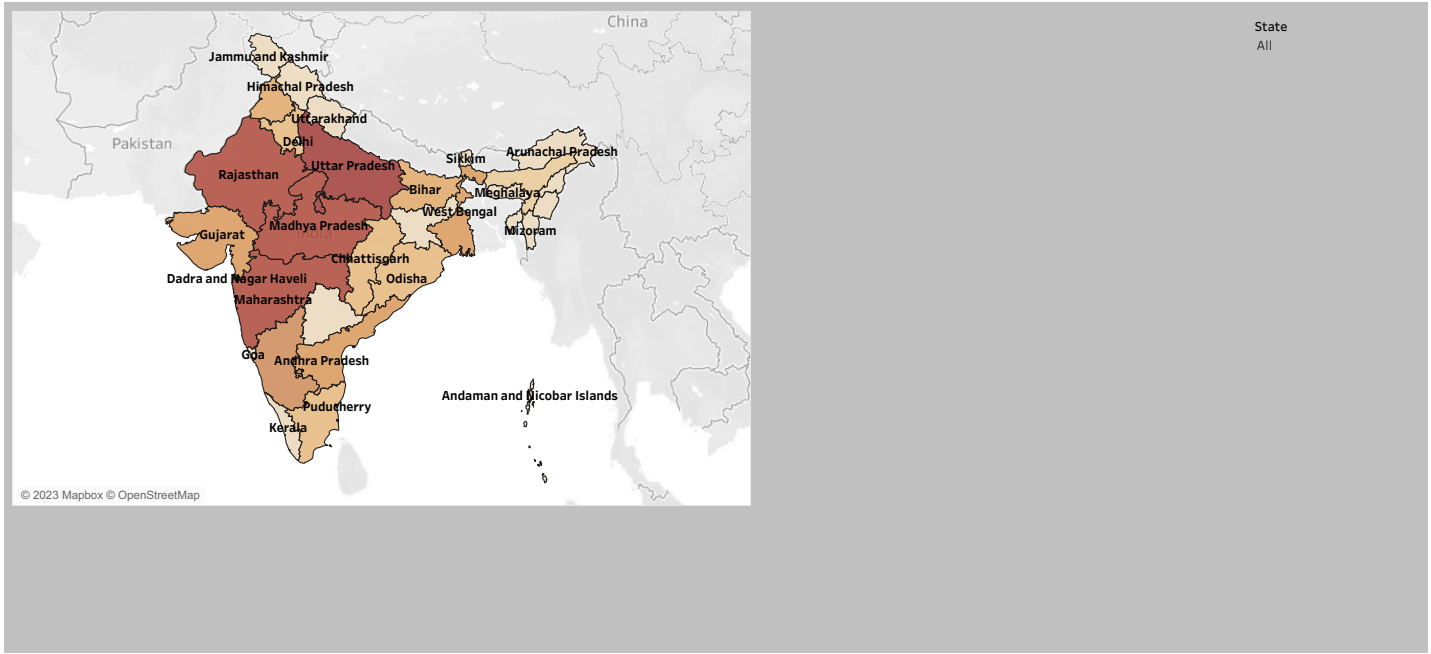 China
State
All
Jammu and Kashmir
Himachal Pradesh
Uttarakhand
Pakistan
Delhi
Arunachal Pradesh
Sikkim
Uttar Pradesh
Rajasthan
Bihar
Meghalaya
West Bengal
Madhya Pradesh
Mizoram
India
Gujarat
Chhattisgarh
Dadra and Nagar Haveli
Odisha
Maharashtra
Goa
Andhra Pradesh
Andaman and Nicobar Islands
Puducherry
Kerala
© 2023 Mapbox © OpenStreetMap